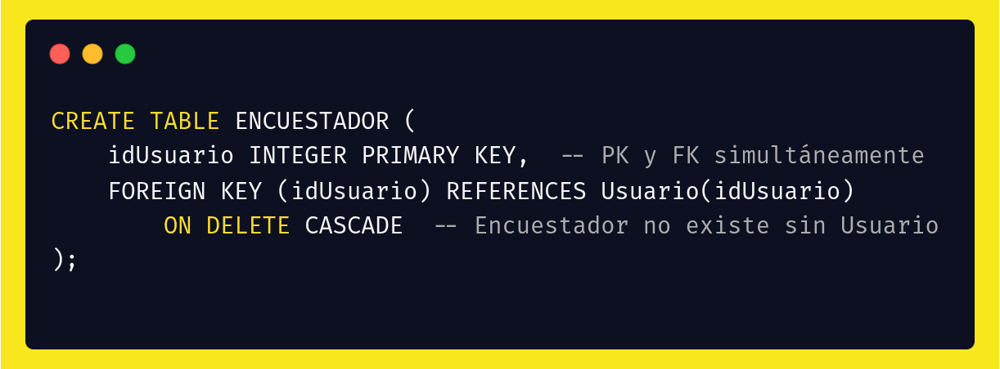 CREATE TABLE ENCUESTADOR (
    idUsuario INTEGER PRIMARY KEY,  -- PK y FK simultáneamente
    FOREIGN KEY (idUsuario) REFERENCES Usuario(idUsuario)
        ON DELETE CASCADE  -- Encuestador no existe sin Usuario
);